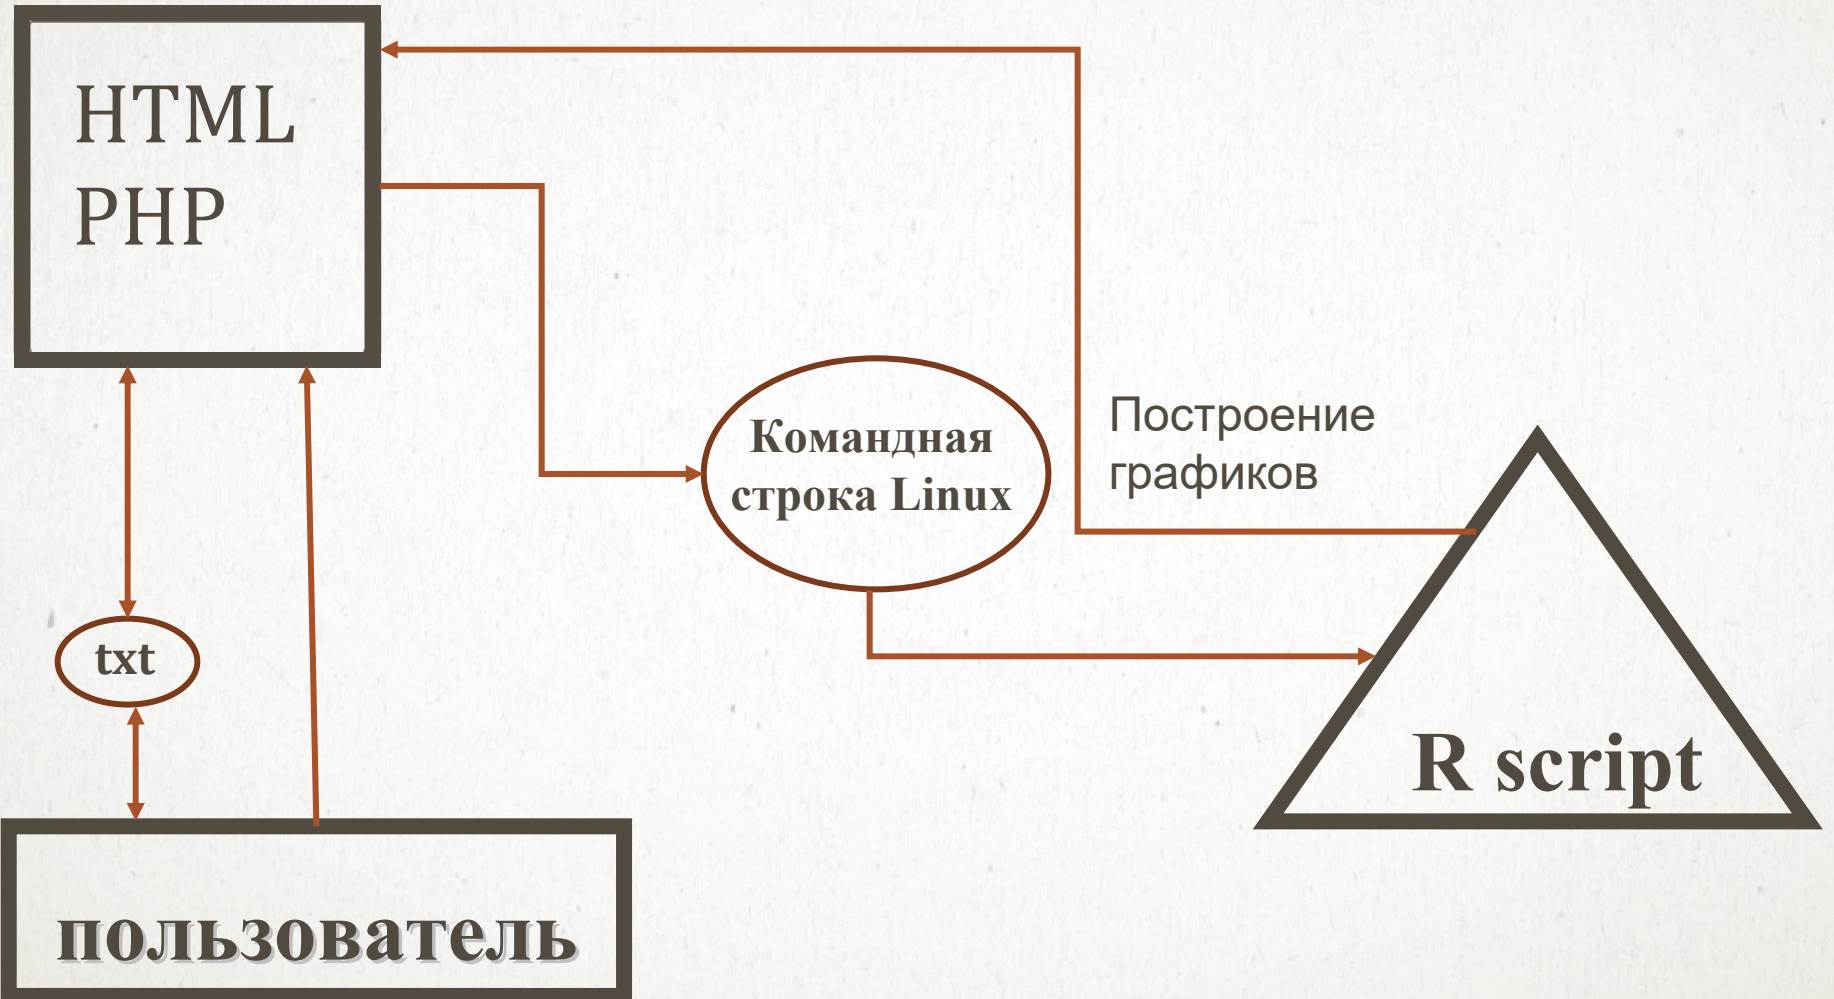 HTML
PHP
Командная
строка Linux
Построение
графиков
txt
R script
пользователь